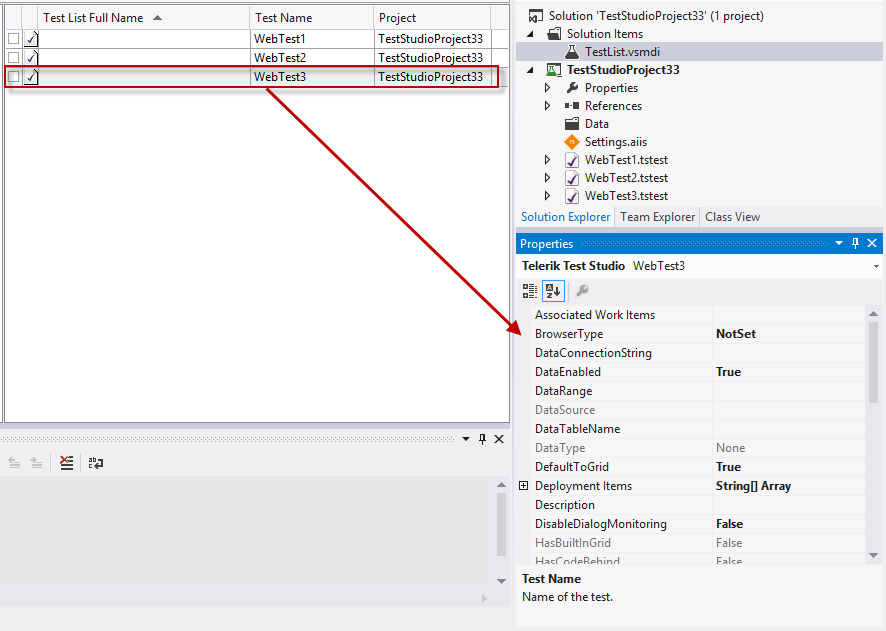 Test List Full Name Test Name Project
WebTest1 TestStudioProject33
WebTest2 TestStudioProject33
WebTest3 TestStudioProject33
Solution 'TestStudioProject33' (1 project)
Solution Items
TestList.vsmdi
TestStudioProject33
Properties
References
Data
Settings.aiis
WebTest1.tstest
WebTest2.tstest
WebTest3.tstest
Solution Explorer Team Explorer Class View
Properties
Telerik Test Studio WebTest3
Associated Work Items
BrowserType NotSet
DataConnectionString
DataEnabled True
DataRange
DataSource
DataTableName
DataType None
DefaultToGrid True
Deployment Items String[] Array
Description
DisableDialogMonitoring False
HasBuiltInGrid False
HasCodeBehind False
Test Name
Name of the test.